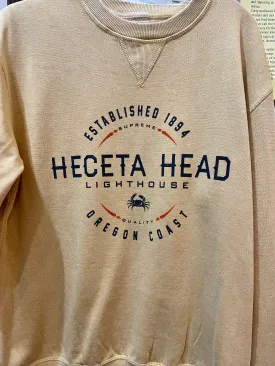 ESTABLISHED 1894
SUPREME
HECETA HEAD
LIGHTHOUSE
QUALITY
OREGON COAST